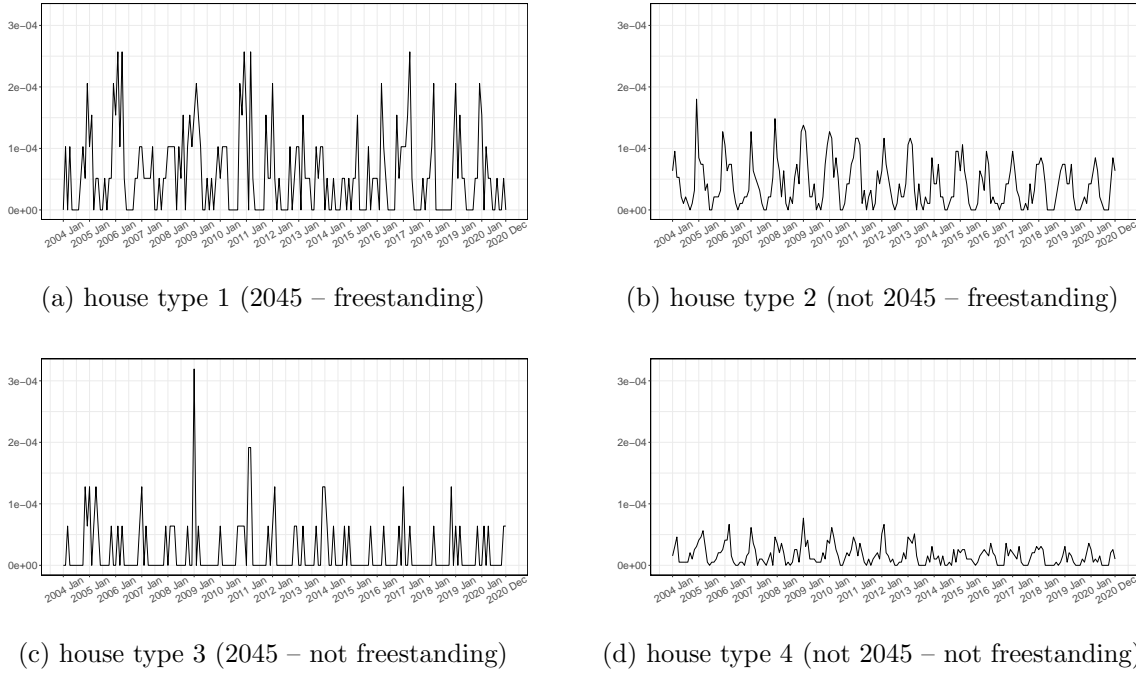 3e−04
2e−04
1e−04
0e+00
2004 Jan
2005 Jan
2006 Jan
2007 Jan
2008 Jan
2009 Jan
2010 Jan
2011 Jan
2012 Jan
2013 Jan
2014 Jan
2015 Jan
2016 Jan
2017 Jan
2018 Jan
2019 Jan
2020 Jan
2020 Dec
(a) house type 1 (2045 – freestanding)
3e−04
2e−04
1e−04
0e+00
2004 Jan
2005 Jan
2006 Jan
2007 Jan
2008 Jan
2009 Jan
2010 Jan
2011 Jan
2012 Jan
2013 Jan
2014 Jan
2015 Jan
2016 Jan
2017 Jan
2018 Jan
2019 Jan
2020 Jan
2020 Dec
(b) house type 2 (not 2045 – freestanding)
3e−04
2e−04
1e−04
0e+00
2004 Jan
2005 Jan
2006 Jan
2007 Jan
2008 Jan
2009 Jan
2010 Jan
2011 Jan
2012 Jan
2013 Jan
2014 Jan
2015 Jan
2016 Jan
2017 Jan
2018 Jan
2019 Jan
2020 Jan
2020 Dec
(c) house type 3 (2045 – not freestanding)
3e−04
2e−04
1e−04
0e+00
2004 Jan
2005 Jan
2006 Jan
2007 Jan
2008 Jan
2009 Jan
2010 Jan
2011 Jan
2012 Jan
2013 Jan
2014 Jan
2015 Jan
2016 Jan
2017 Jan
2018 Jan
2019 Jan
2020 Jan
2020 Dec
(d) house type 4 (not 2045 – not freestanding)